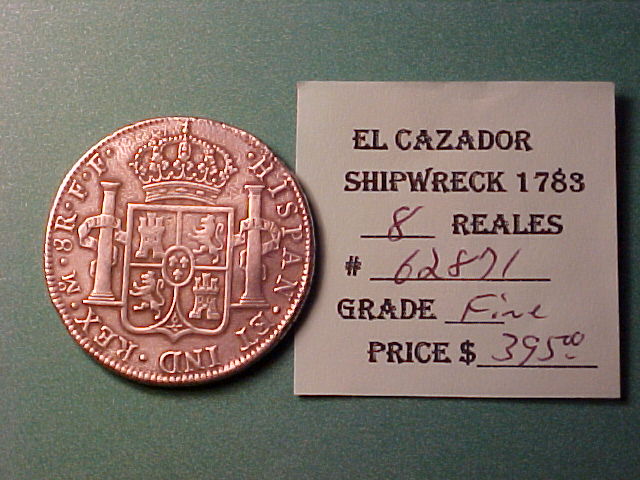 ·HISPAN·ET IND·REX·M̊·8R·F·F·
EL CAZADOR
SHIPWRECK 1783
8 REALES
# 62871
GRADE Fine
PRICE $ 395.00